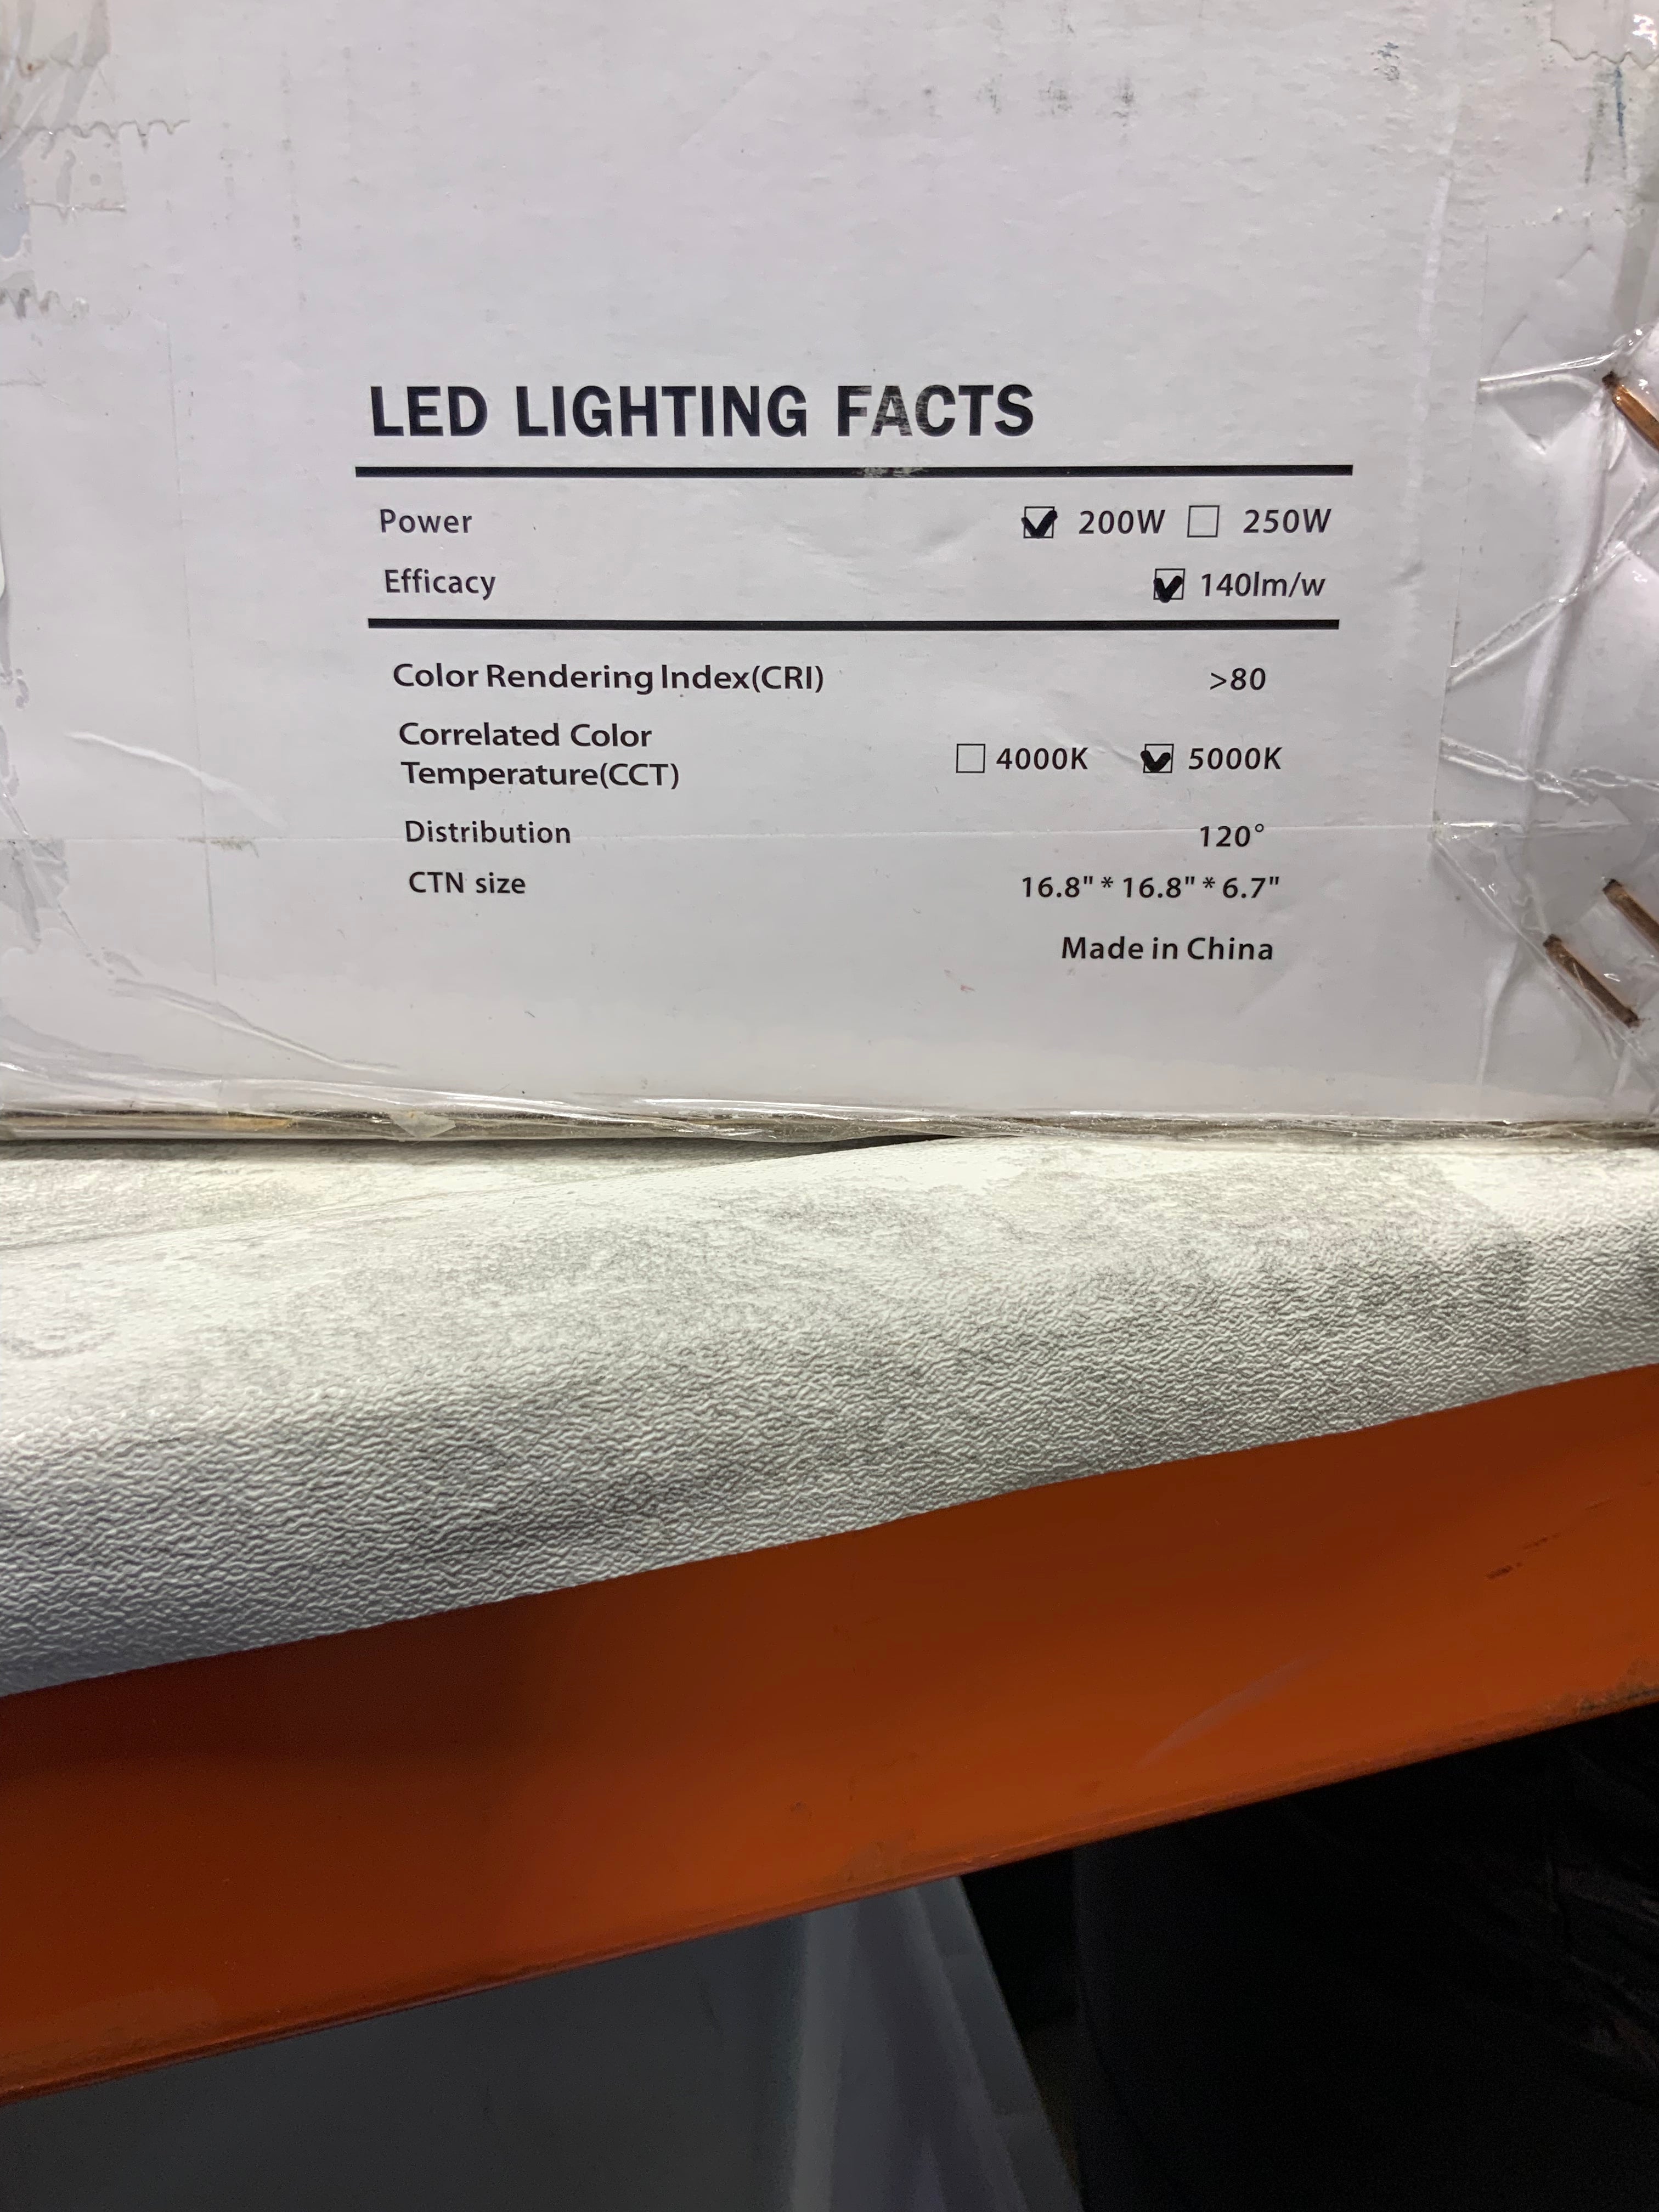 LED LIGHTING FACTS
Power ☑ 200W ☐ 250W
Efficacy ☑ 140lm/w
Color Rendering Index(CRI) >80
Correlated Color
Temperature(CCT) ☐ 4000K ☑ 5000K
Distribution 120°
CTN size 16.8" * 16.8" * 6.7"
Made in China